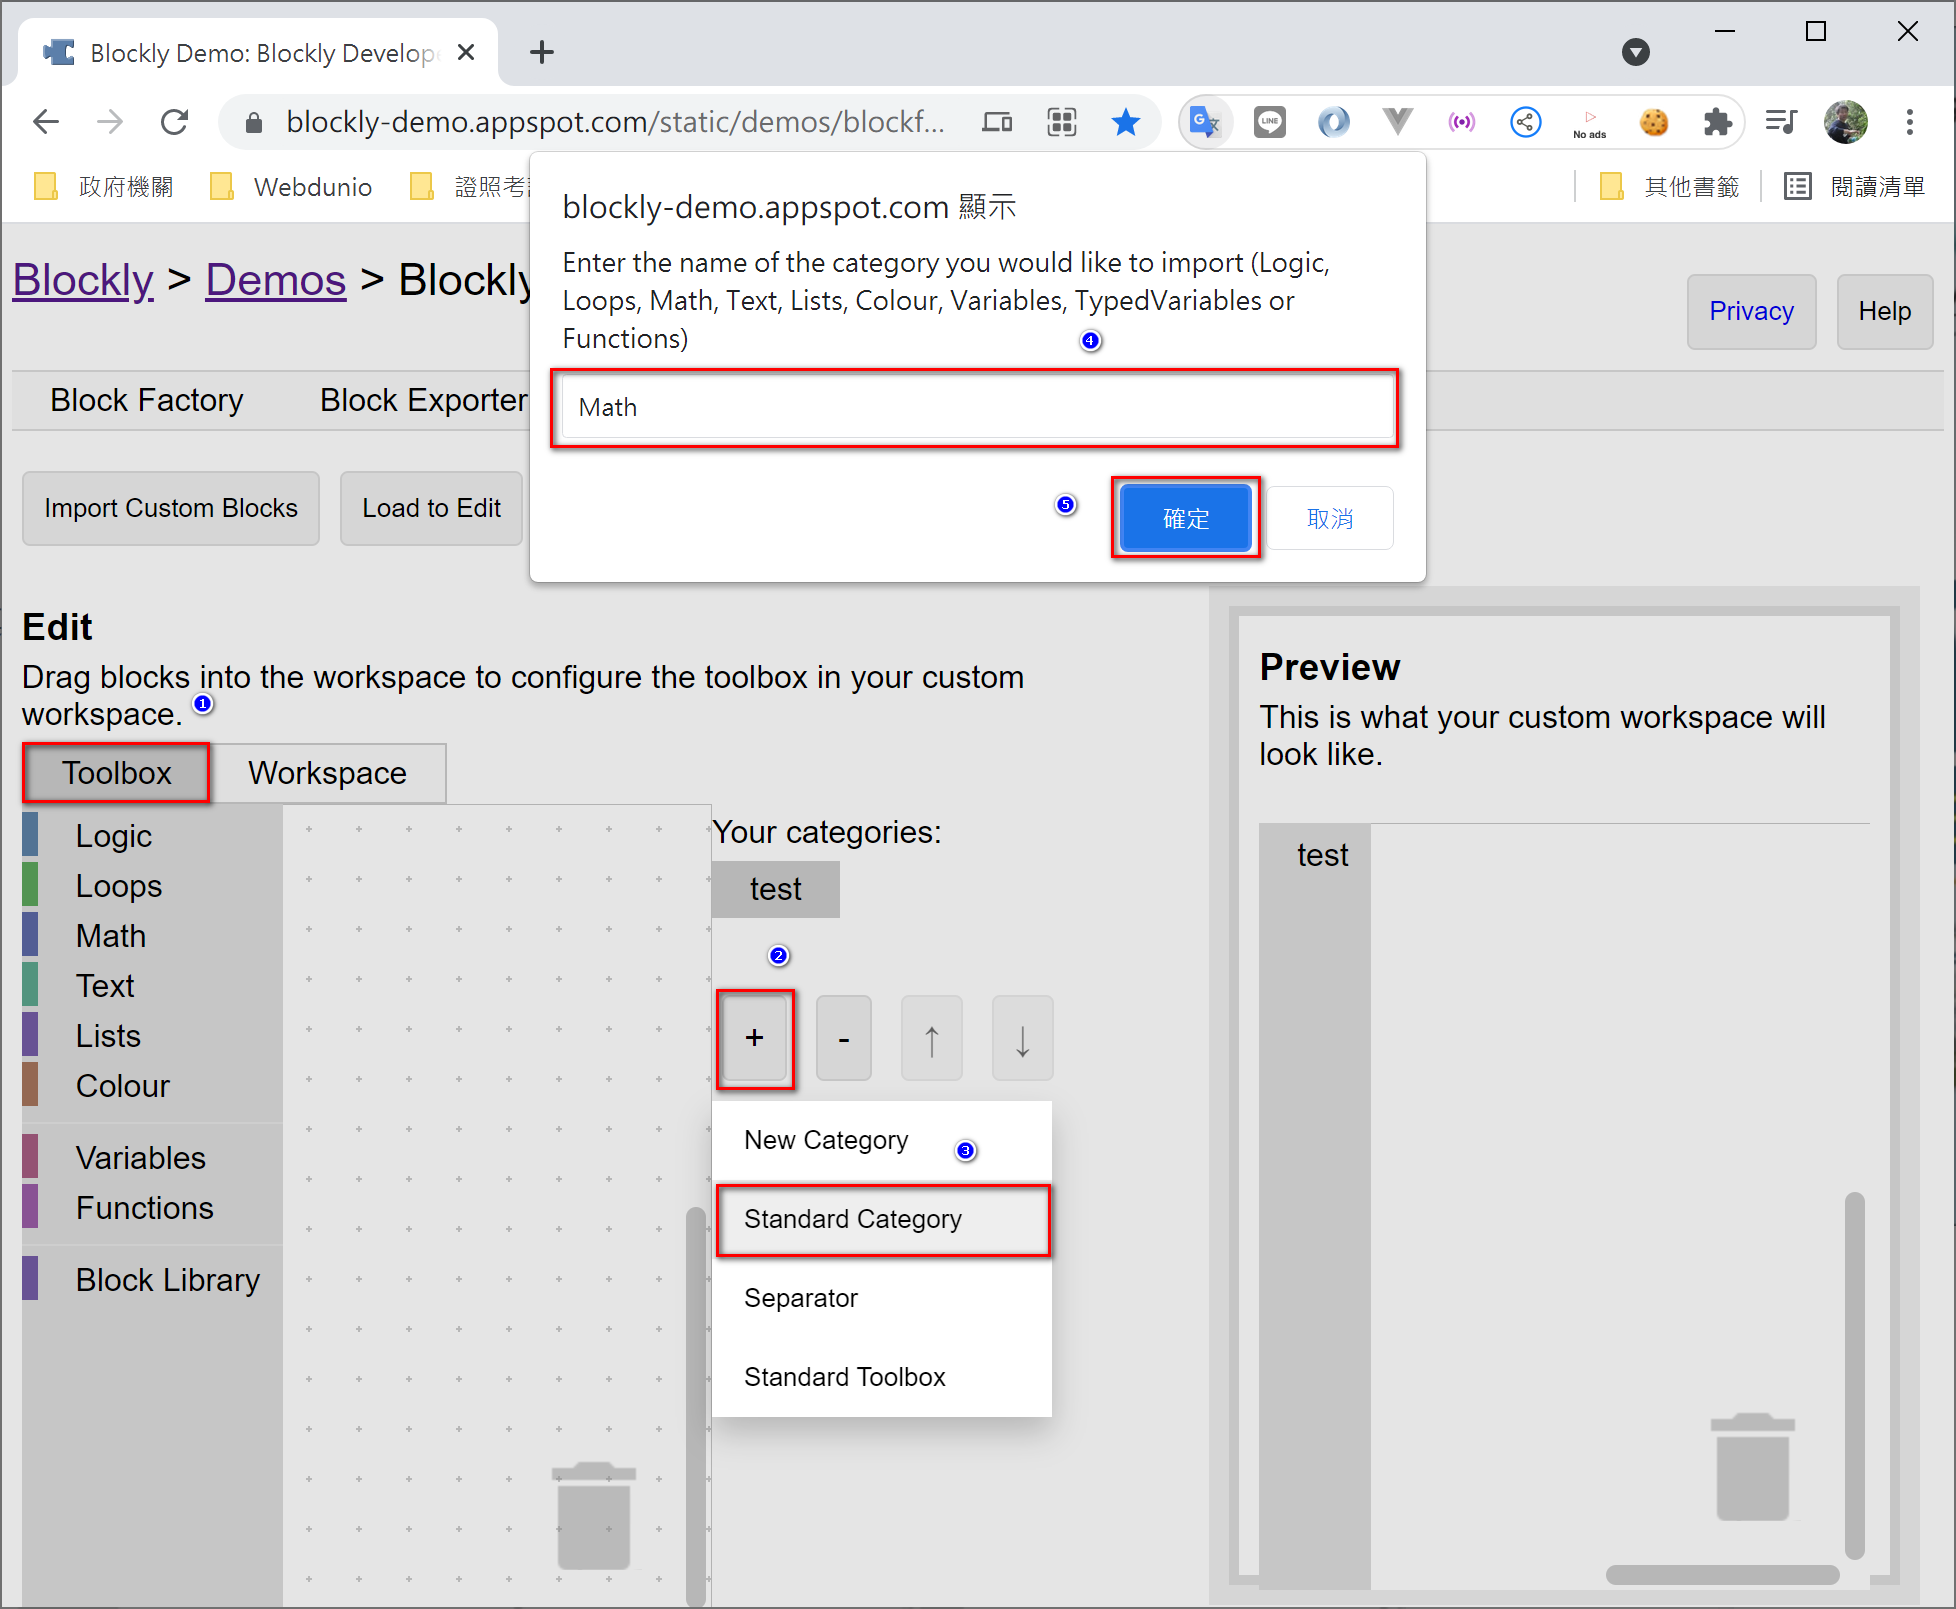 Blockly Demo: Blockly Develop
blockly-demo.appspot.com/static/demos/blockf...
LINE
No ads
政府機關
Webdunio
證照考
其他書籤
閱讀清單
blockly-demo.appspot.com 顯示
Enter the name of the category you would like to import (Logic,
Loops, Math, Text, Lists, Colour, Variables, TypedVariables or
Functions)
4
Math
5
確定
取消
Blockly > Demos > Blockly
Privacy
Help
Block Factory
Block Exporter
Import Custom Blocks
Load to Edit
Edit
Drag blocks into the workspace to configure the toolbox in your custom
workspace.
1
Toolbox
Workspace
Logic
Loops
Math
Text
Lists
Colour
Variables
Functions
Block Library
Your categories:
test
2
+
-
↑
↓
New Category
3
Standard Category
Separator
Standard Toolbox
Preview
This is what your custom workspace will
look like.
test